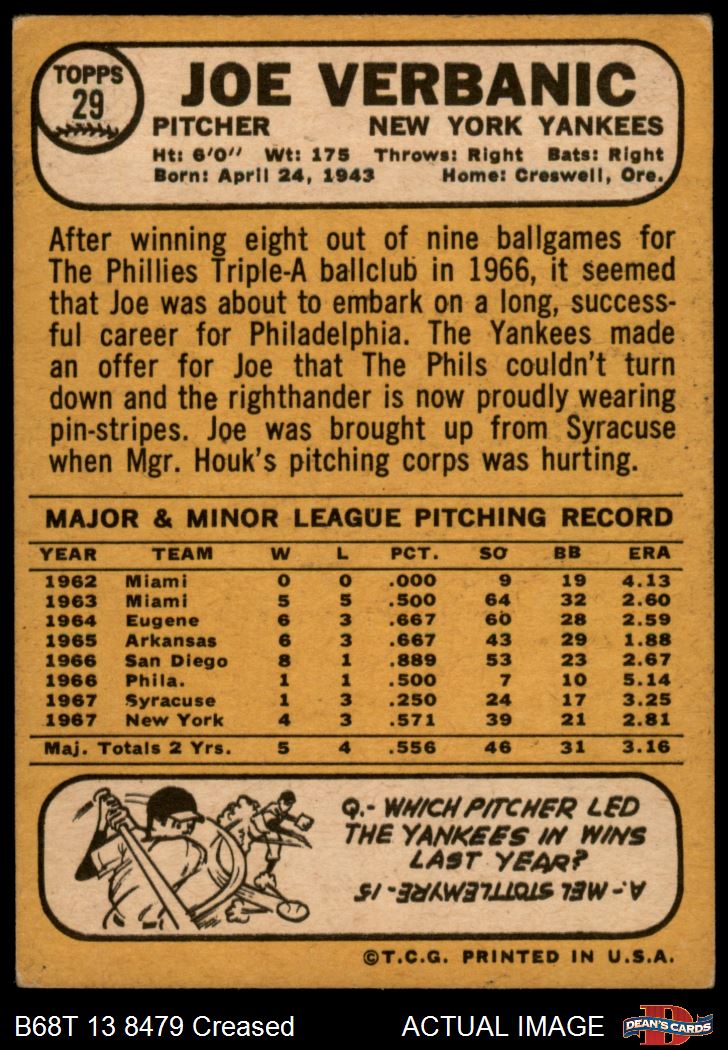 TOPPS
29
JOE VERBANIC
PITCHER NEW YORK YANKEES
Ht: 6'0" Wt: 175 Throws: Right Bats: Right
Born: April 24, 1943 Home: Creswell, Ore.
After winning eight out of nine ballgames for
The Phillies Triple-A ballclub in 1966, it seemed
that Joe was about to embark on a long, success-
ful career for Philadelphia. The Yankees made
an offer for Joe that The Phils couldn't turn
down and the righthander is now proudly wearing
pin-stripes. Joe was brought up from Syracuse
when Mgr. Houk's pitching corps was hurting.
MAJOR & MINOR LEAGUE PITCHING RECORD
YEAR TEAM W L PCT. SO BB ERA
1962 Miami 0 0 .000 9 19 4.13
1963 Miami 5 5 .500 64 32 2.60
1964 Eugene 6 3 .667 60 28 2.59
1965 Arkansas 6 3 .667 43 29 1.88
1966 San Diego 8 1 .889 53 23 2.67
1966 Phila. 1 1 .500 7 10 5.14
1967 Syracuse 1 3 .250 24 17 3.25
1967 New York 4 3 .571 39 21 2.81
Maj. Totals 2 Yrs. 5 4 .556 46 31 3.16
Q.- WHICH PITCHER LED
THE YANKEES IN WINS
LAST YEAR?
A.- MEL STOTTLEMYRE - 15
©T.C.G. PRINTED IN U.S.A.
B68T 13 8479 Creased ACTUAL IMAGE
D
DEAN'S CARDS